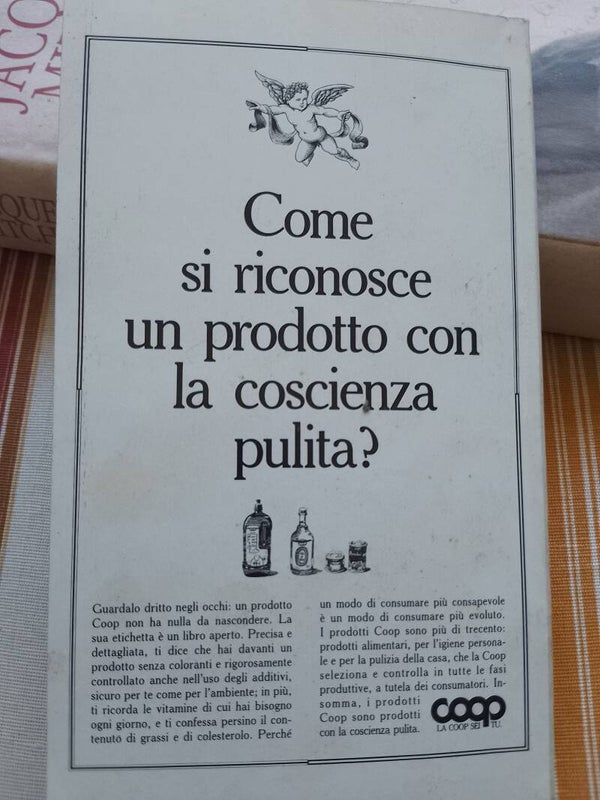 JACQU
MI
QUE
ITCH
Come
si riconosce
un prodotto con
la coscienza
pulita?
Guardalo dritto negli occhi: un prodotto
Coop non ha nulla da nascondere. La
sua etichetta è un libro aperto. Precisa e
dettagliata, ti dice che hai davanti un
prodotto senza coloranti e rigorosamente
controllato anche nell'uso degli additivi,
sicuro per te come per l'ambiente; in più,
ti ricorda le vitamine di cui hai bisogno
ogni giorno, e ti confessa persino il con-
tenuto di grassi e di colesterolo. Perché
un modo di consumare più consapevole
è un modo di consumare più evoluto.
I prodotti Coop sono più di trecento:
prodotti alimentari, per l'igiene persona-
le e per la pulizia della casa, che la Coop
seleziona e controlla in tutte le fasi
produttive, a tutela dei consumatori. In-
somma, i prodotti
Coop sono prodotti
con la coscienza pulita.
coop
LA COOP SEI TU.